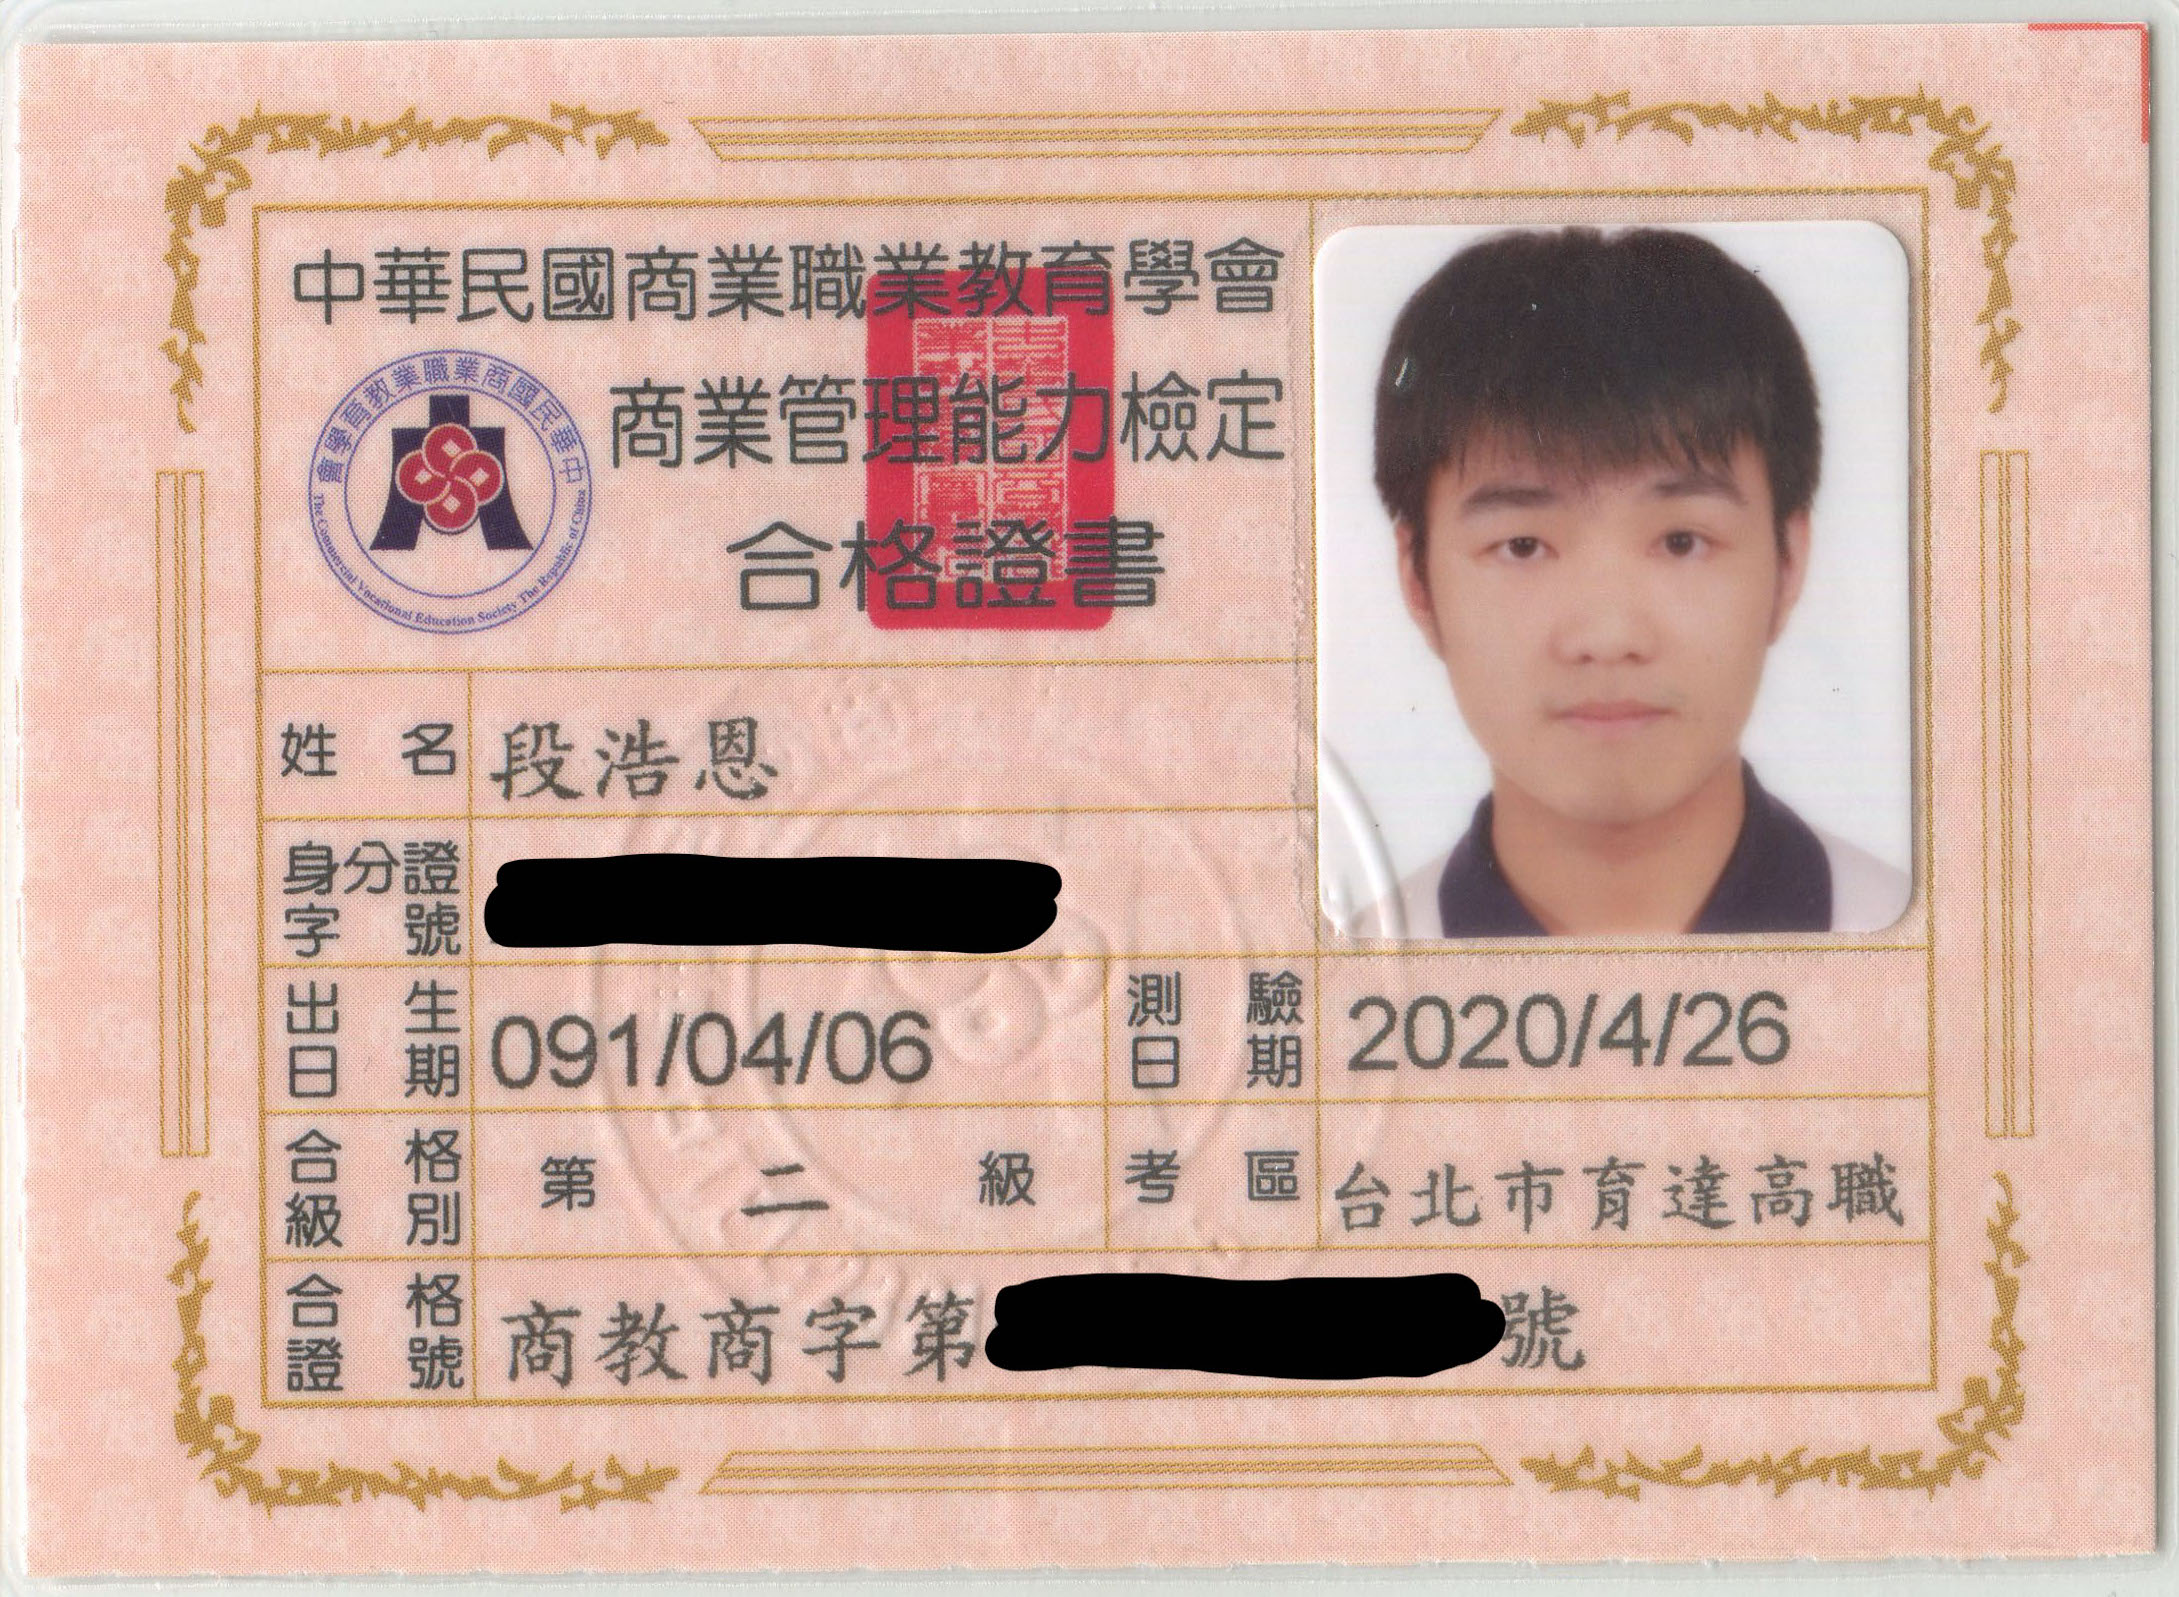 中華民國商業職業教育學會
中華民國商業職業教育學會
The Commercial Vocational Education Society The Republic of China
商業管理能力檢定
合格證書
姓名 段浩恩
身分證字號
出生日期 091/04/06 測驗日期 2020/4/26
合格級別 第二級 考區 台北市育達高職
合格證號 商教商字第 號